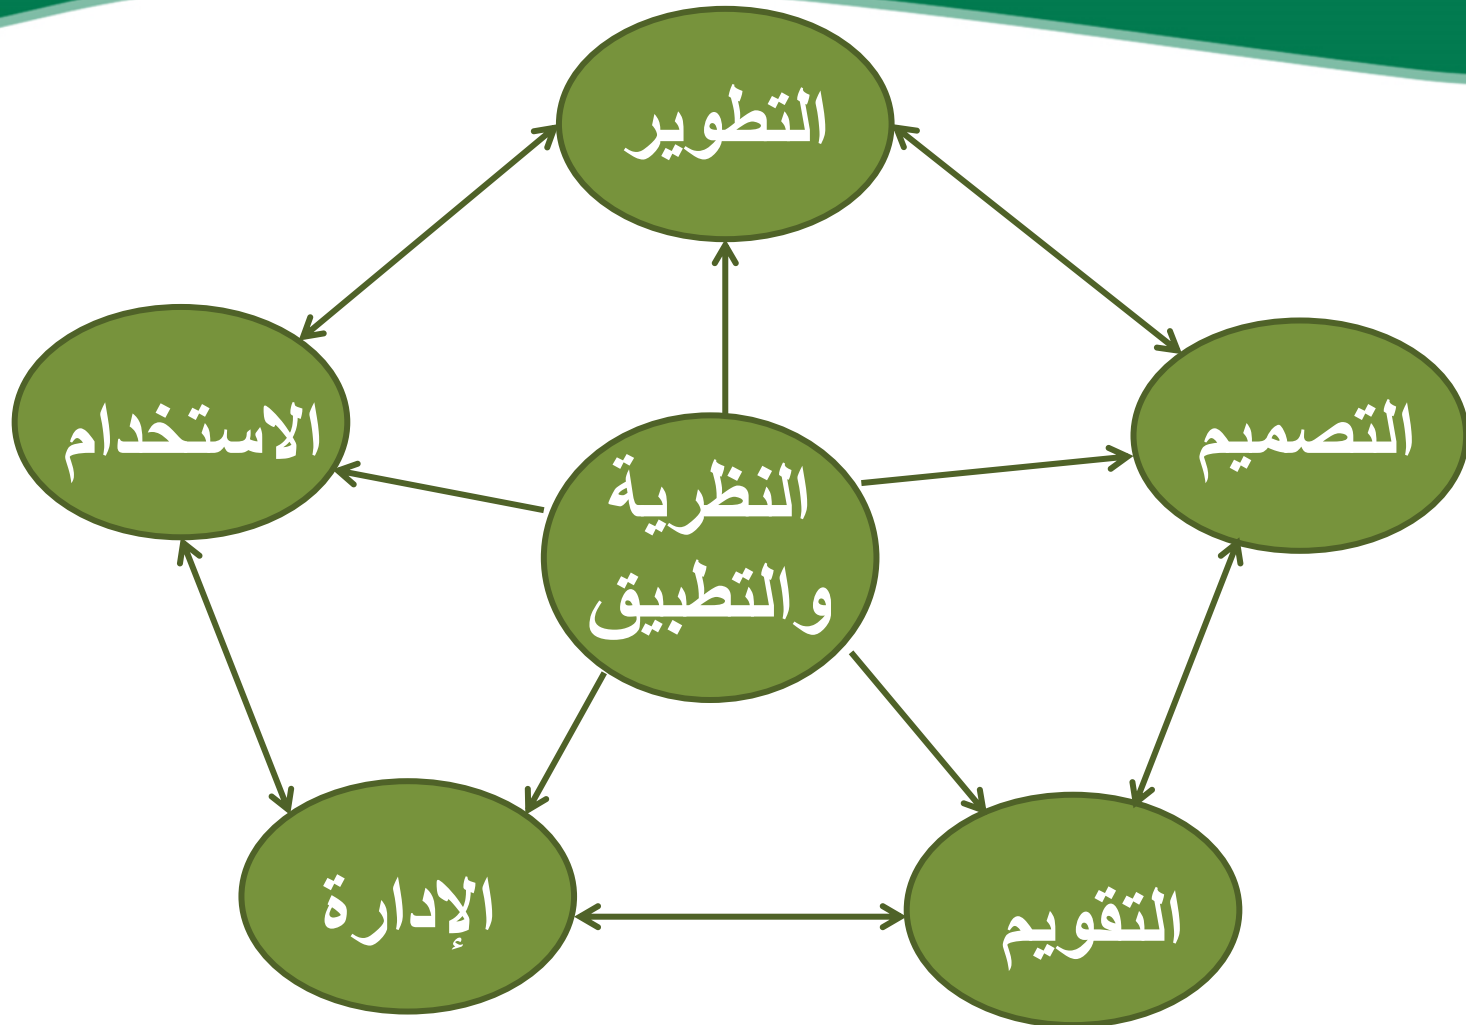 التطوير
الاستخدام
التصميم
النظرية
والتطبيق
الإدارة
التقويم